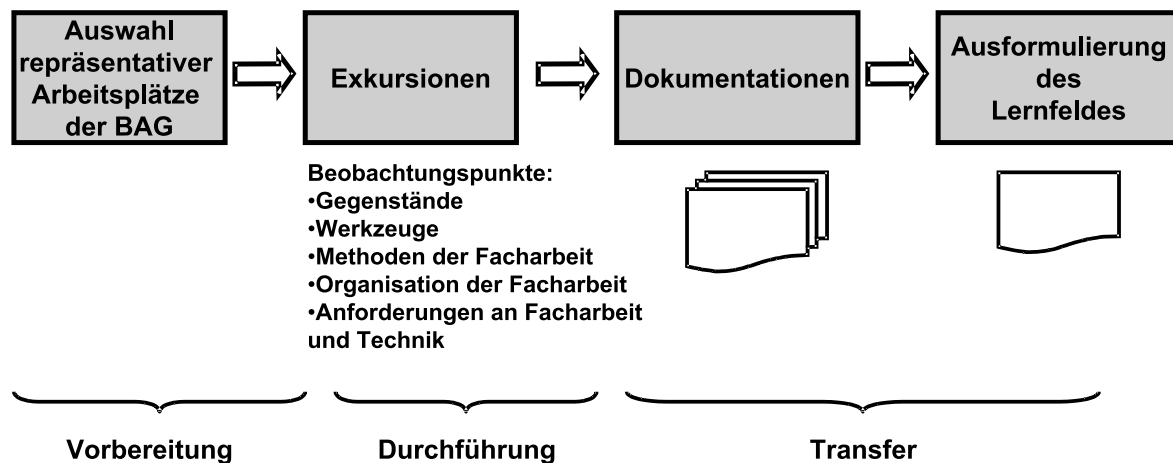 Auswahl
repräsentativer
Arbeitsplätze
der BAG
Exkursionen
Dokumentationen
Ausformulierung
des
Lernfeldes
Beobachtungspunkte:
•Gegenstände
•Werkzeuge
•Methoden der Facharbeit
•Organisation der Facharbeit
•Anforderungen an Facharbeit
und Technik
Vorbereitung
Durchführung
Transfer